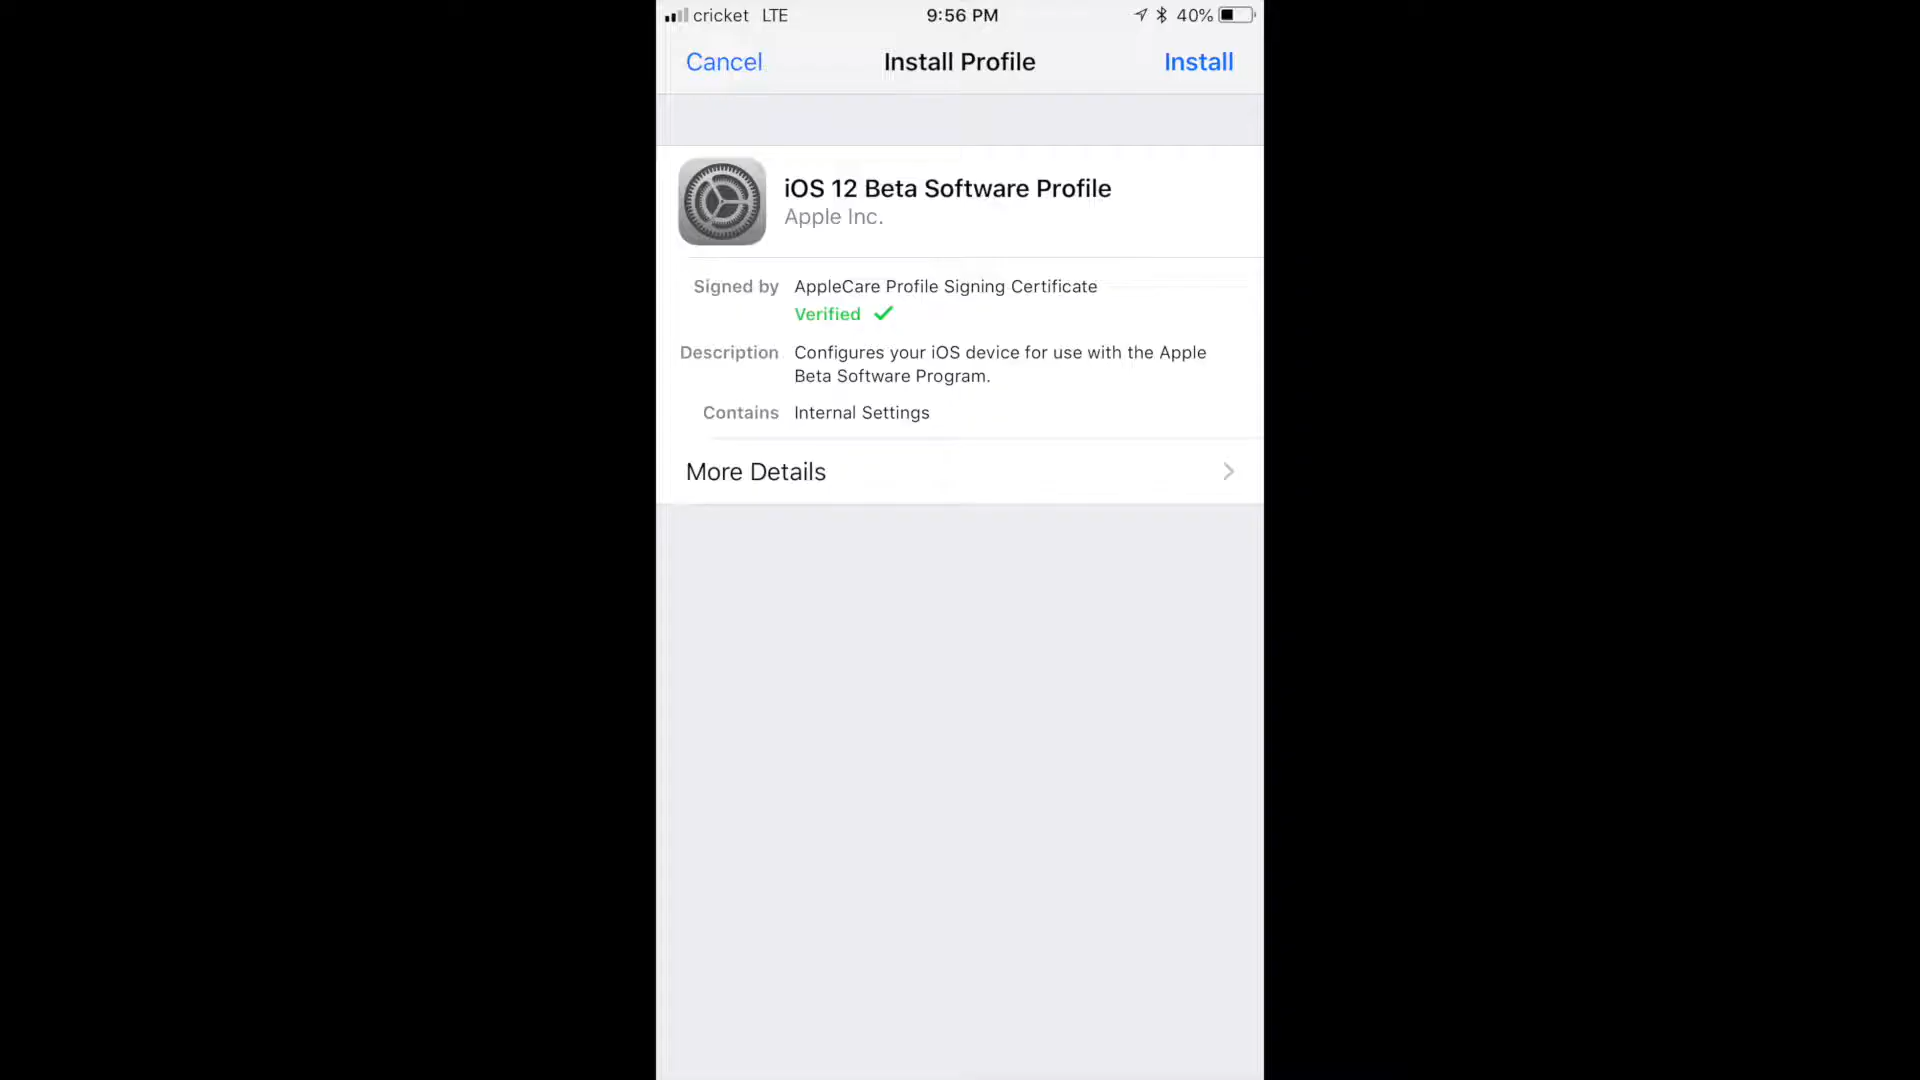 cricket LTE 9:56 PM 40%
Cancel Install Profile Install
iOS 12 Beta Software Profile
Apple Inc.
Signed by AppleCare Profile Signing Certificate
Verified
Description Configures your iOS device for use with the Apple
Beta Software Program.
Contains Internal Settings
More Details